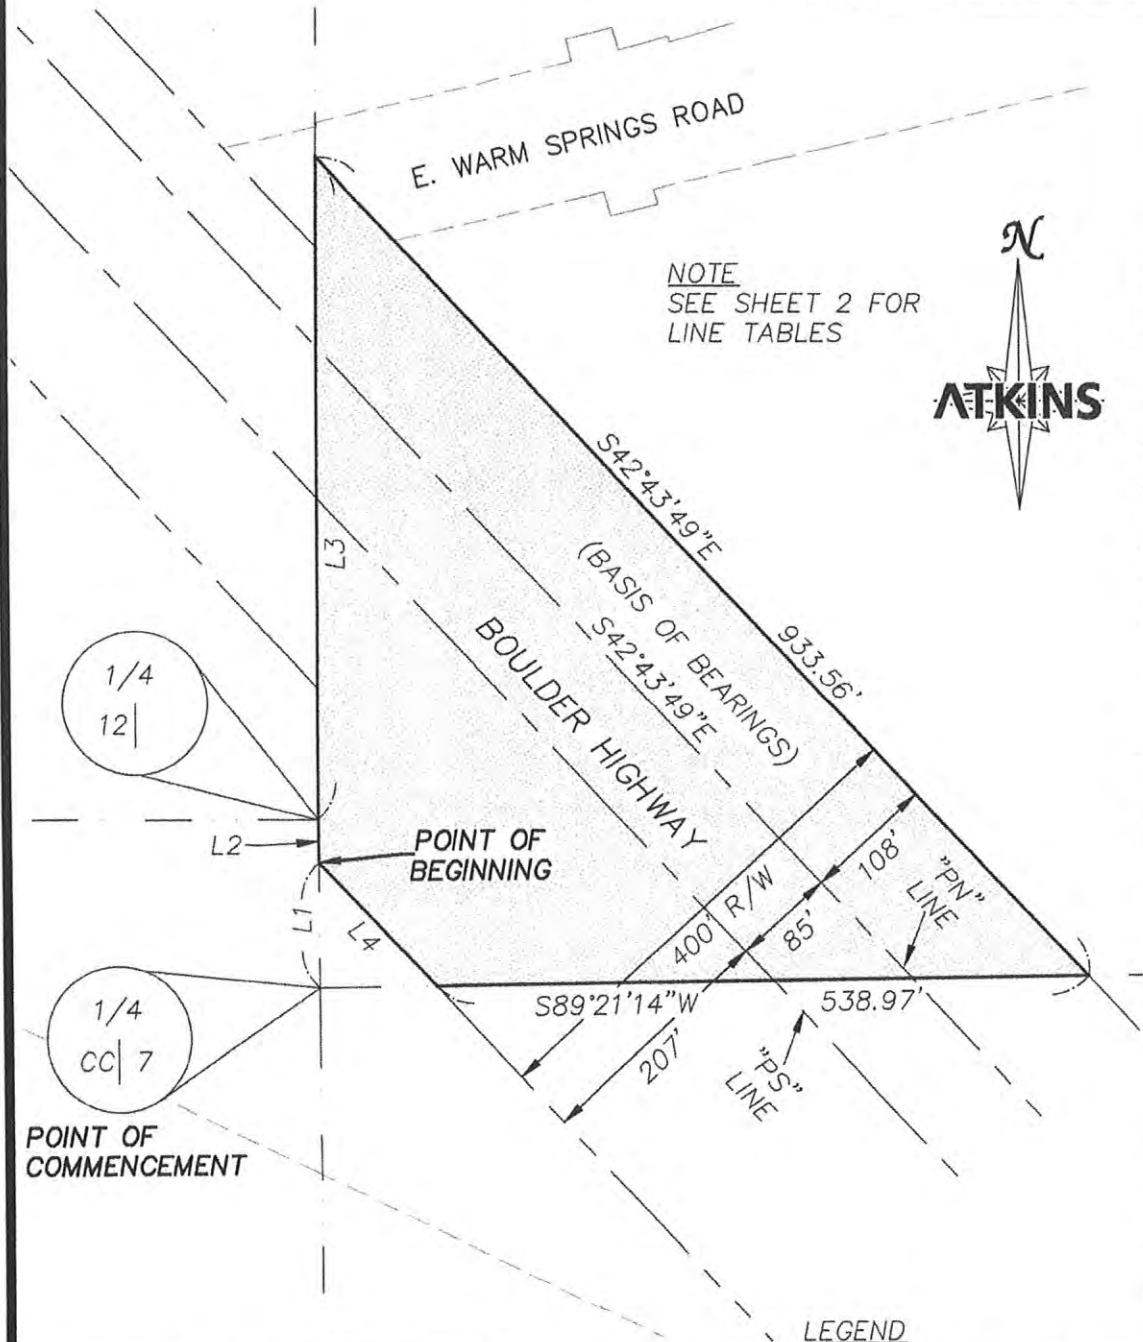 E. WARM SPRINGS ROAD
N
NOTE
SEE SHEET 2 FOR
LINE TABLES
ATKINS
S42°43'49"E
933.56'
(BASIS OF BEARINGS)
S42°43'49"E
L3
BOULDER HIGHWAY
1/4
12
L2
POINT OF
BEGINNING
L1
L4
400' R/W
108'
85'
207'
"PN"
LINE
S89°21'14"W
538.97'
"PS"
LINE
1/4
CC 7
POINT OF
COMMENCEMENT
LEGEND